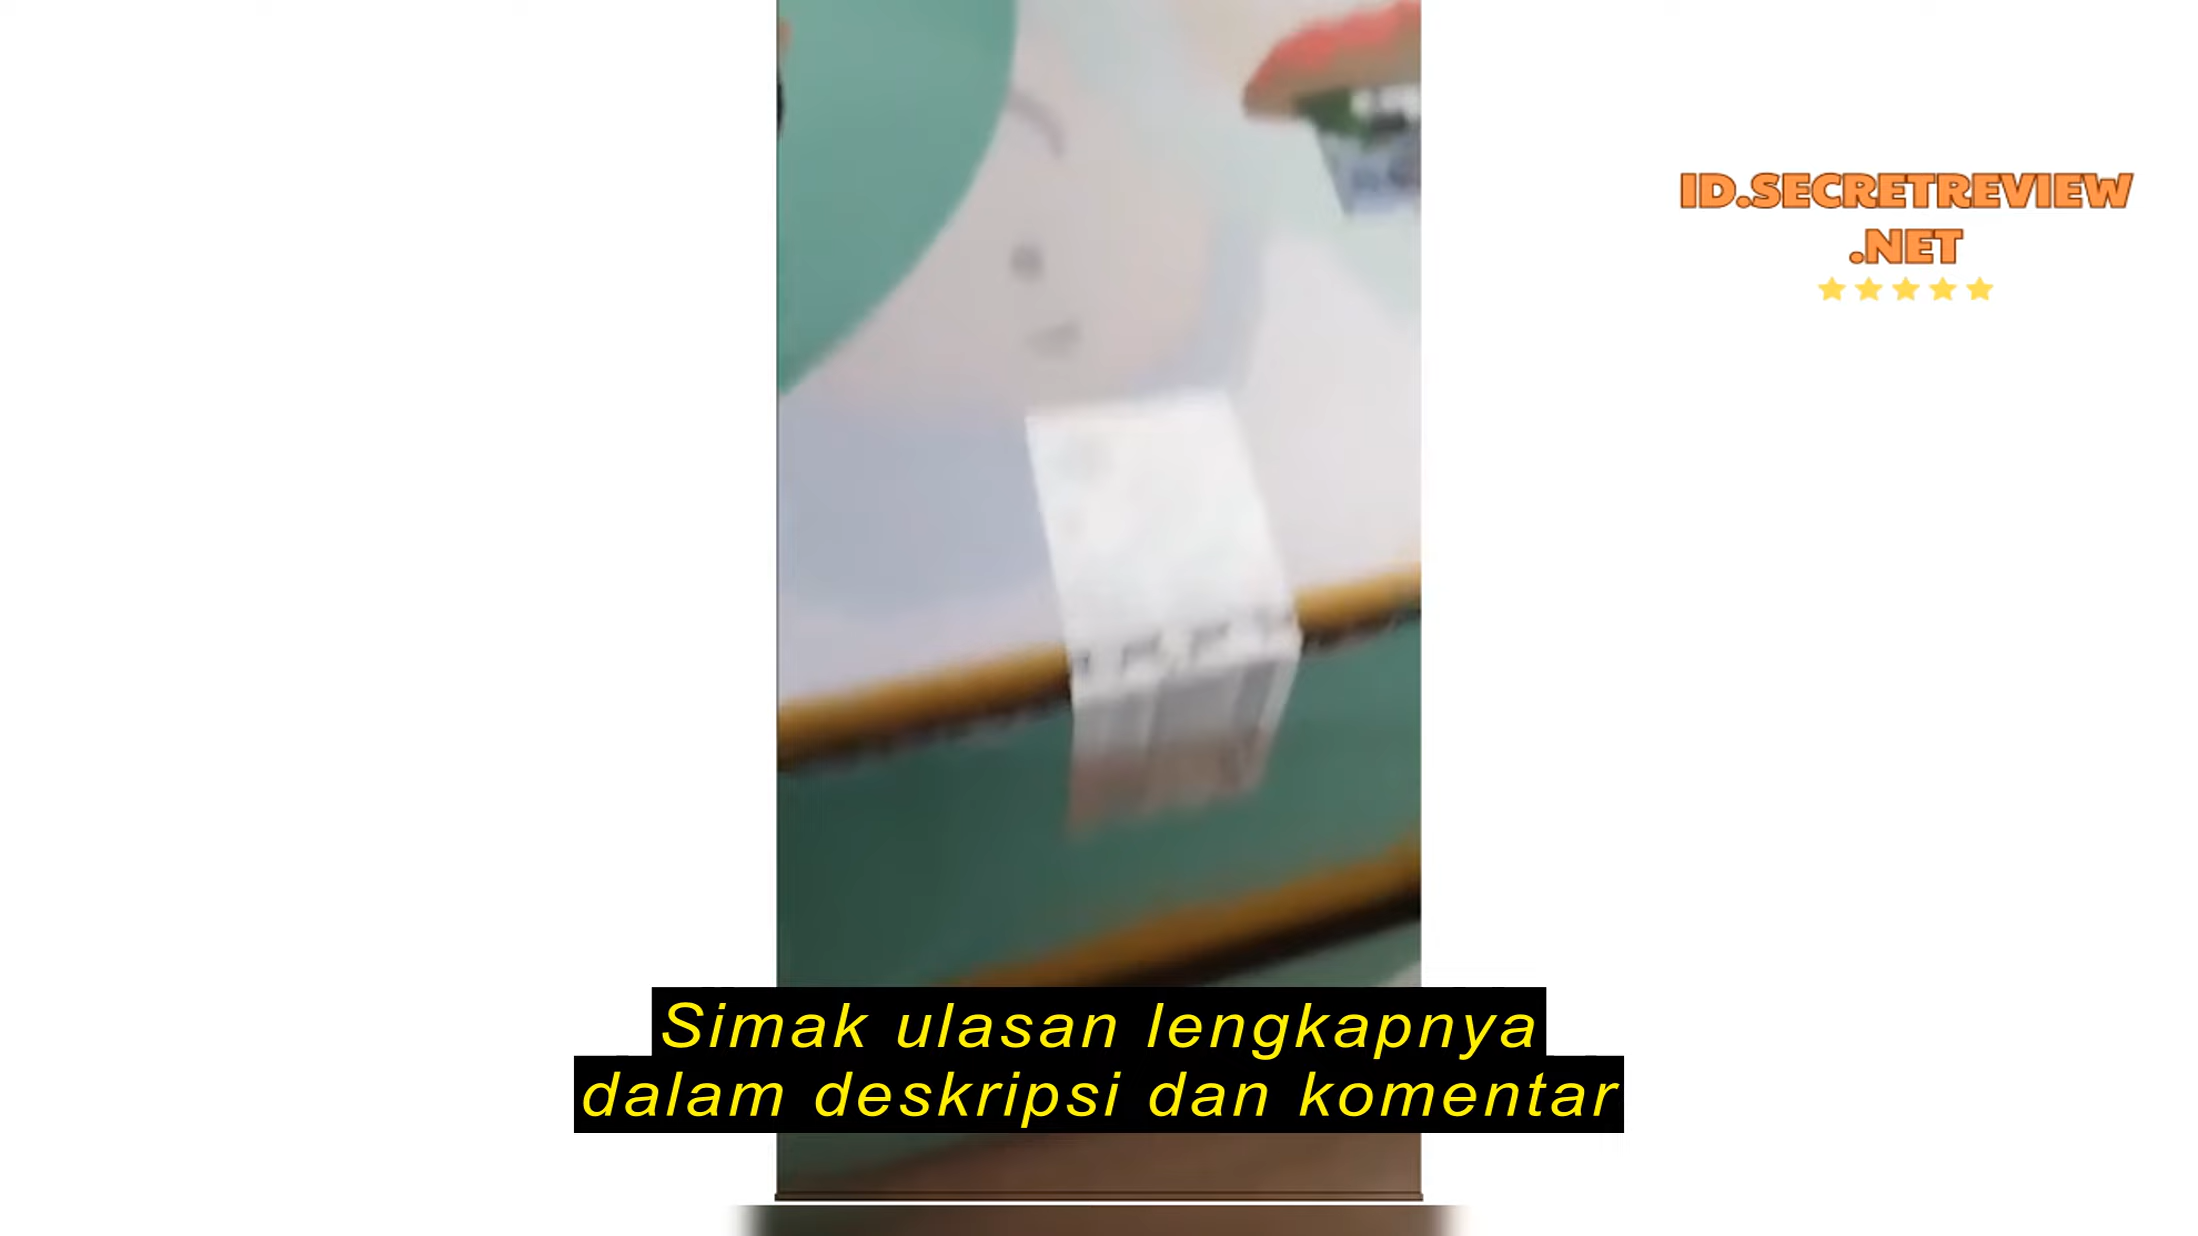 ID.SECRETREVIEW
.NET
Simak ulasan lengkapnya
dalam deskripsi dan komentar